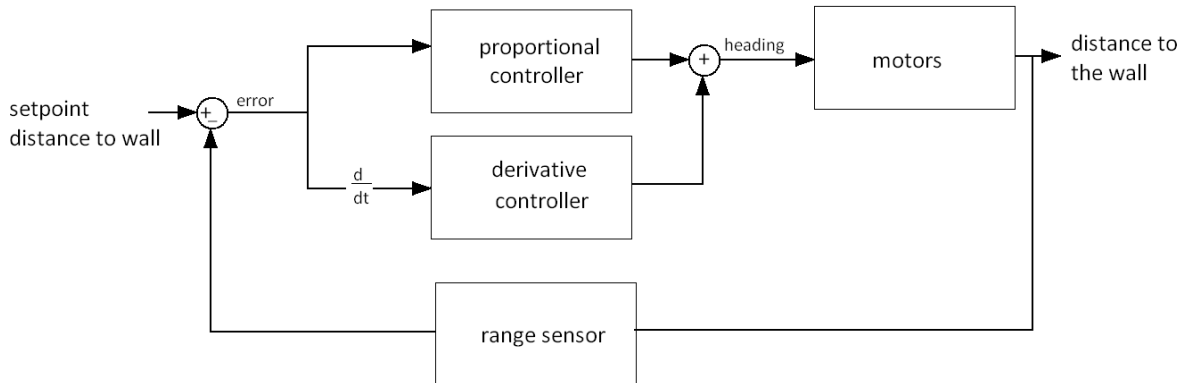 setpoint
distance to wall
+
−
error
proportional
controller
d
dt
derivative
controller
+
heading
motors
distance to
the wall
range sensor